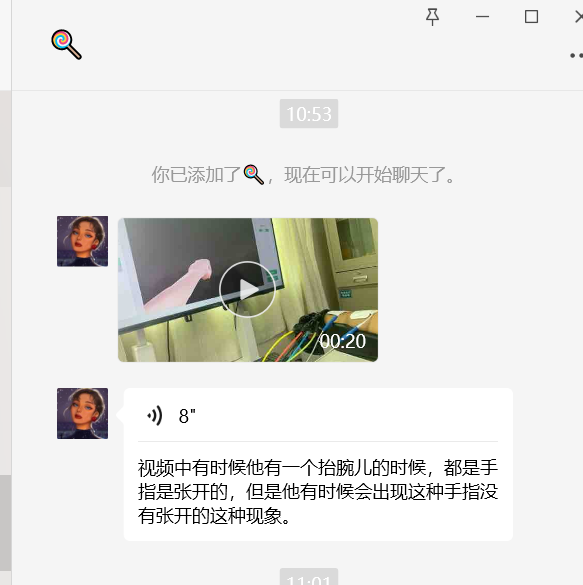 10:53
你已添加了🍭，现在可以开始聊天了。
00:20
8"
视频中有时候他有一个抬腕儿的时候，都是手
指是张开的，但是他有时候会出现这种手指没
有张开的这种现象。
11:01